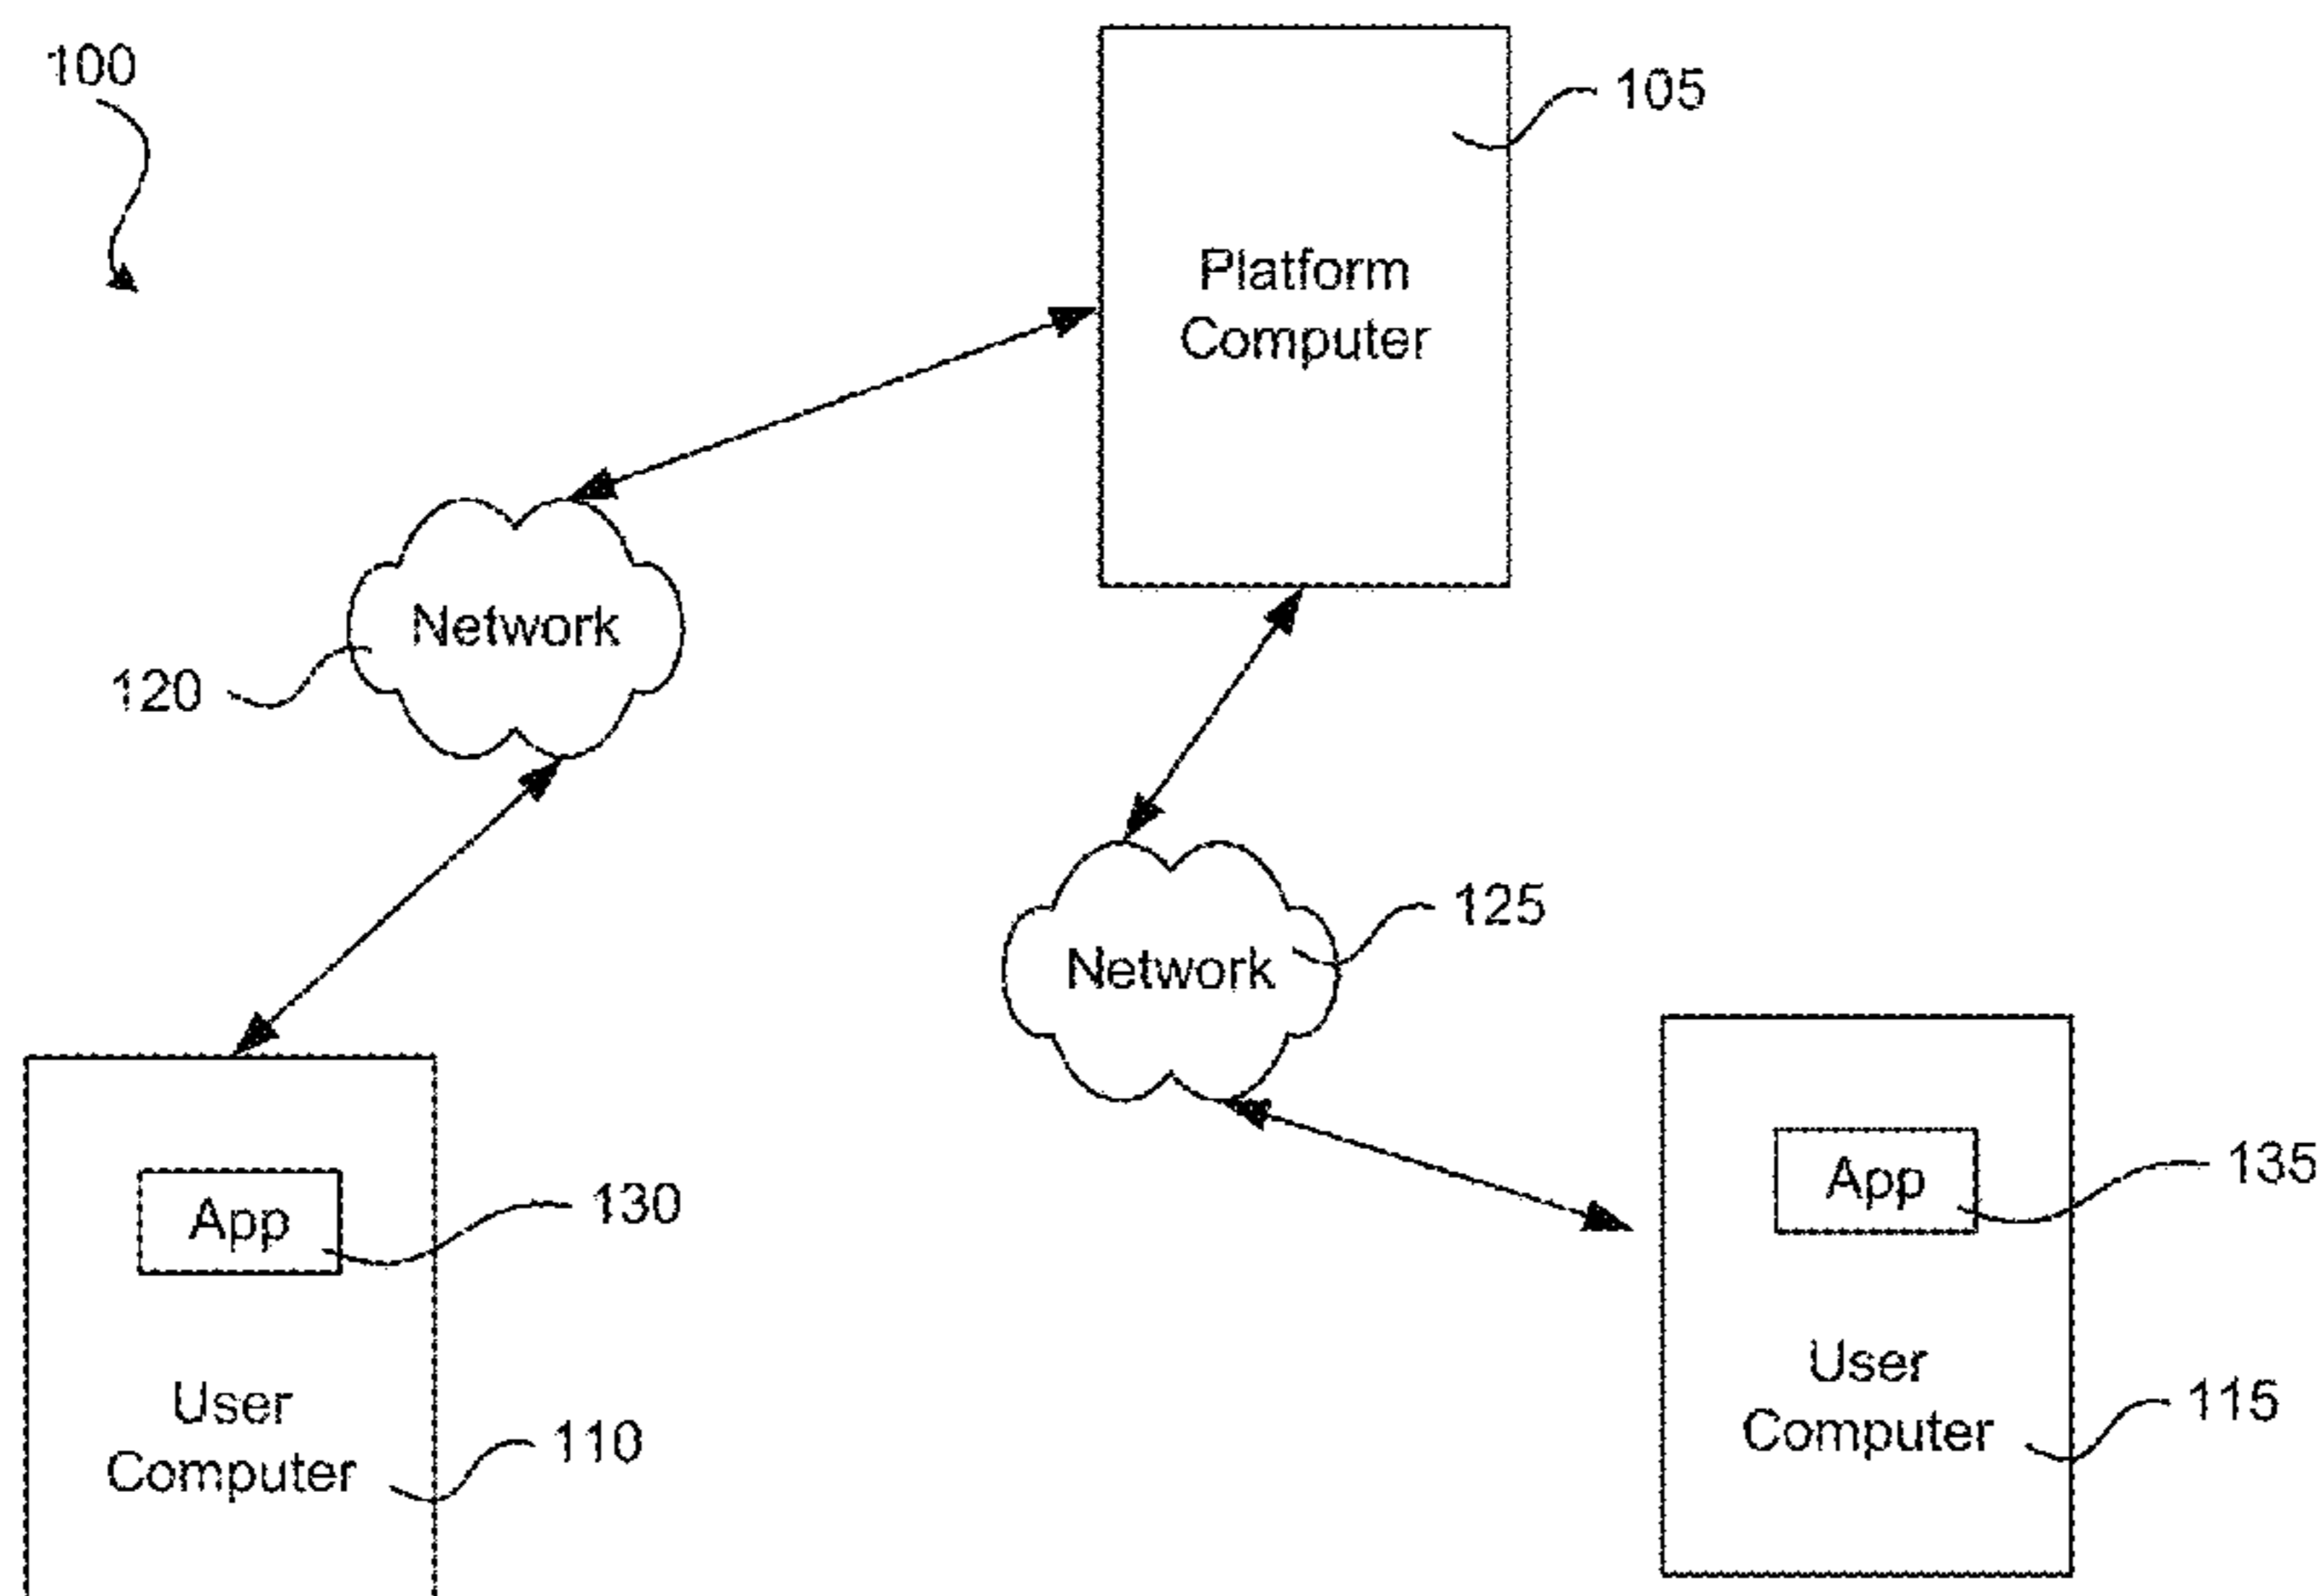 100
105
Platform
Computer
Network
120
125
Network
App
130
App
135
User
Computer
110
User
Computer
115